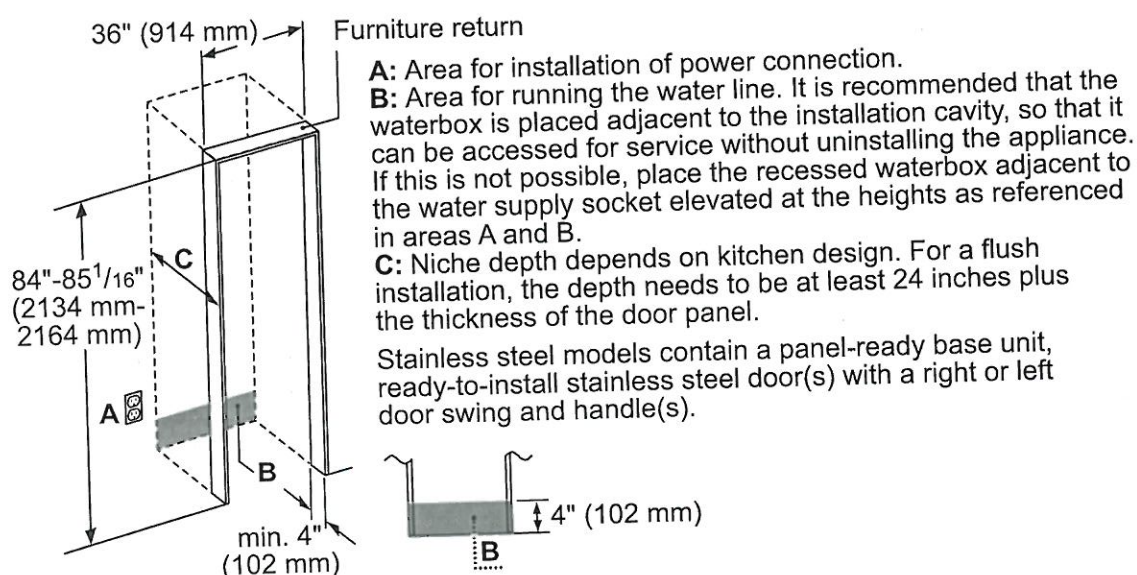 36" (914 mm)
Furniture return
A: Area for installation of power connection.
B: Area for running the water line. It is recommended that the
waterbox is placed adjacent to the installation cavity, so that it
can be accessed for service without uninstalling the appliance.
If this is not possible, place the recessed waterbox adjacent to
the water supply socket elevated at the heights as referenced
in areas A and B.
C: Niche depth depends on kitchen design. For a flush
installation, the depth needs to be at least 24 inches plus
the thickness of the door panel.
Stainless steel models contain a panel-ready base unit,
ready-to-install stainless steel door(s) with a right or left
door swing and handle(s).
C
84"-85 1/16"
(2134 mm-
2164 mm)
A
B
min. 4"
(102 mm)
4" (102 mm)
B